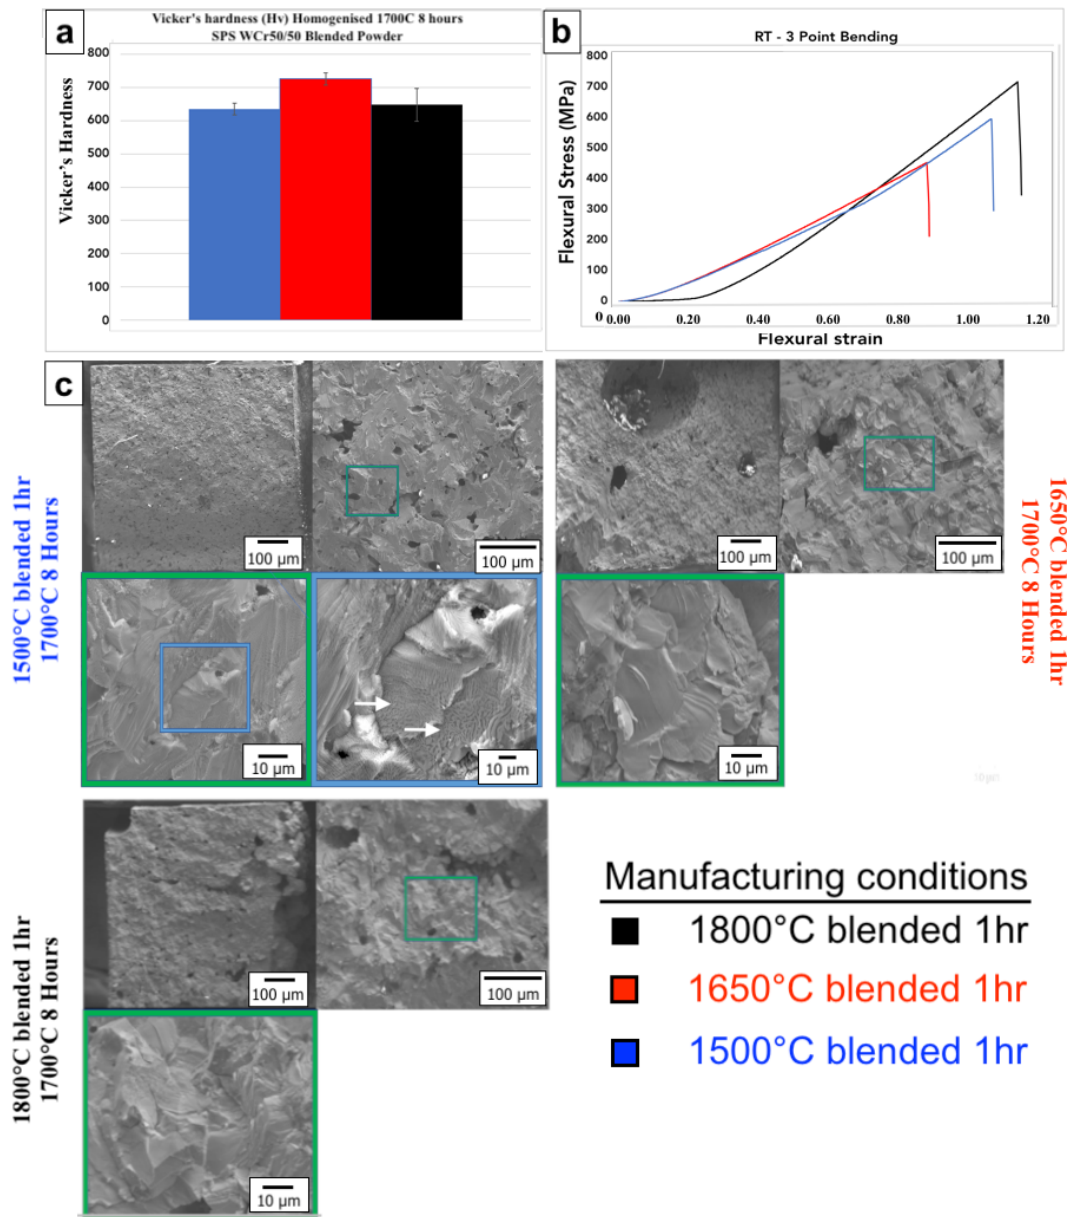 a
Vicker's hardness (Hv) Homogenised 1700C 8 hours
SPS WCr50/50 Blended Powder
Vicker's Hardness
800
700
600
500
400
300
200
100
0
b
RT - 3 Point Bending
Flexural Stress (MPa)
800
700
600
500
400
300
200
100
0
0
0.00
0.20
0.40
0.60
0.80
1.00
1.20
Flexural strain
c
1500°C blended 1hr
1700°C 8 Hours
100 µm
100 µm
10 µm
10 µm
1650°C blended 1hr
1700°C 8 Hours
100 µm
100 µm
10 µm
10 µm
1800°C blended 1hr
1700°C 8 Hours
100 µm
100 µm
10 µm
Manufacturing conditions
1800°C blended 1hr
1650°C blended 1hr
1500°C blended 1hr